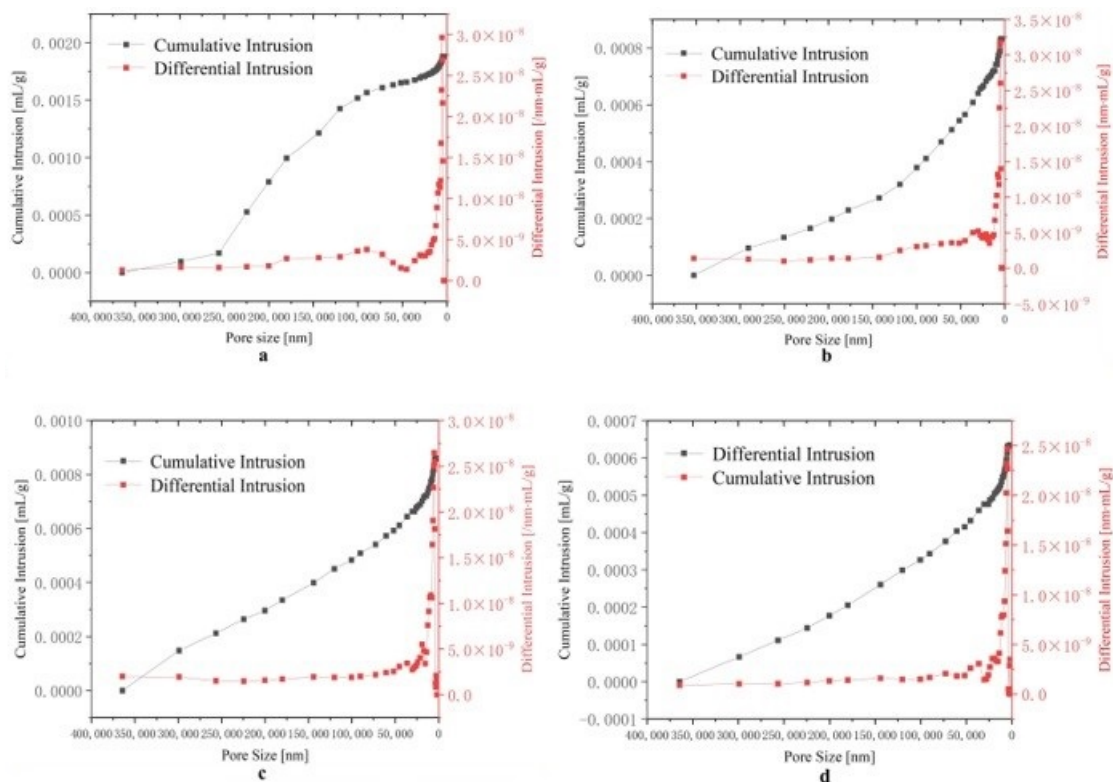 Cumulative Intrusion
Differential Intrusion
Cumulative Intrusion [mL/g]
0. 0020
0. 0015
0. 0010
0. 0005
0. 0000
3.0×10⁻⁸
2.5×10⁻⁸
2.0×10⁻⁸
1.5×10⁻⁸
1.0×10⁻⁸
5.0×10⁻⁹
0.0
Differential Intrusion [/nm·mL/g]
400, 000 350, 000 300, 000 250, 000 200, 000 150, 000 100, 000 50, 000 0
Pore size [nm]
a
Cumulative Intrusion
Differential Intrusion
Cumulative Intrusion [mL/g]
0. 0008
0. 0006
0. 0004
0. 0002
0. 0000
3.5×10⁻⁸
3.0×10⁻⁸
2.5×10⁻⁸
2.0×10⁻⁸
1.5×10⁻⁸
1.0×10⁻⁸
5.0×10⁻⁹
0.0
−5.0×10⁻⁹
Differential Intrusion [nm·mL/g]
400, 000 350, 000 300, 000 250, 000 200, 000 150, 000 100, 000 50, 000 0
Pore Size [nm]
b
Cumulative Intrusion
Differential Intrusion
Cumulative Intrusion [mL/g]
0. 0010
0. 0008
0. 0006
0. 0004
0. 0002
0. 0000
3.0×10⁻⁸
2.5×10⁻⁸
2.0×10⁻⁸
1.5×10⁻⁸
1.0×10⁻⁸
5.0×10⁻⁹
0.0
Differential Intrusion [/nm·mL/g]
400, 000 350, 000 300, 000 250, 000 200, 000 150, 000 100, 000 50, 000 0
Pore Size [nm]
c
Differential Intrusion
Cumulative Intrusion
Cumulative Intrusion [mL/g]
0. 0007
0. 0006
0. 0005
0. 0004
0. 0003
0. 0002
0. 0001
0. 0000
−0. 0001
2.5×10⁻⁸
2.0×10⁻⁸
1.5×10⁻⁸
1.0×10⁻⁸
5.0×10⁻⁹
0.0
Differential Intrusion [/nm·mL/g]
400, 000 350, 000 300, 000 250, 000 200, 000 150, 000 100, 000 50, 000 0
Pore Size [nm]
d